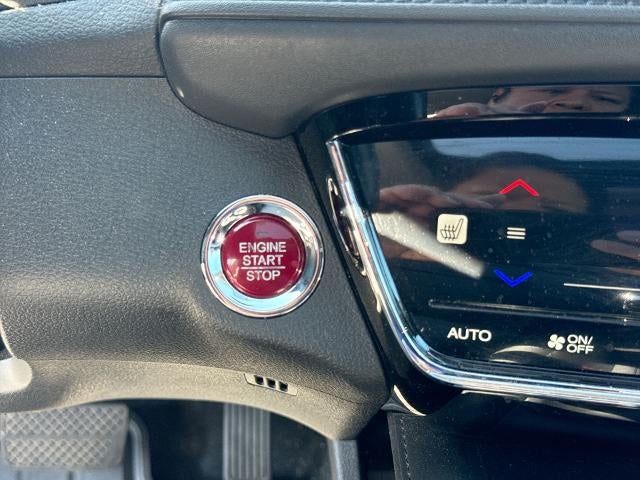 ENGINE
START
STOP
AUTO
ON/
OFF